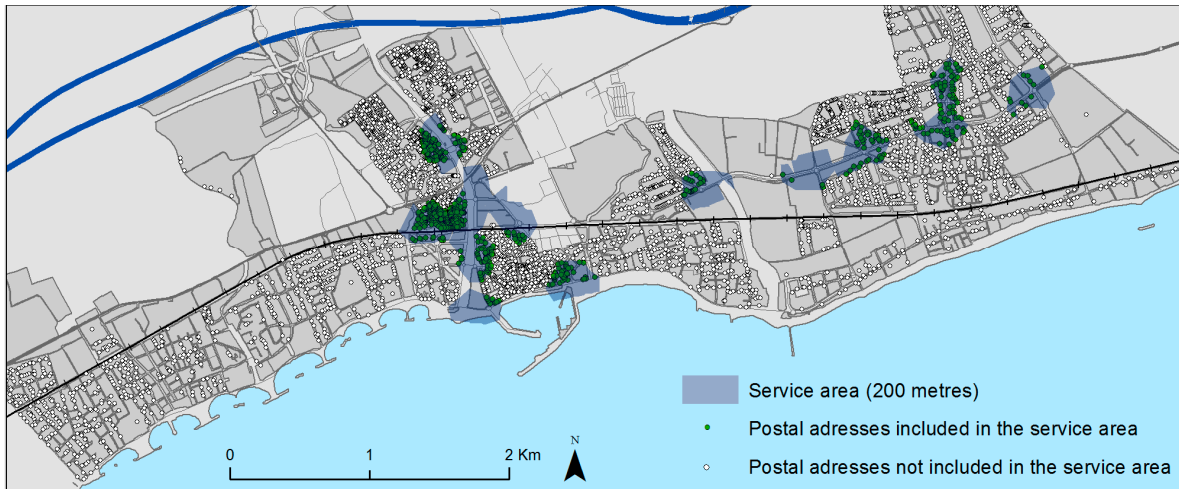 Service area (200 metres)
Postal adresses included in the service area
Postal adresses not included in the service area
0 1 2 Km
N